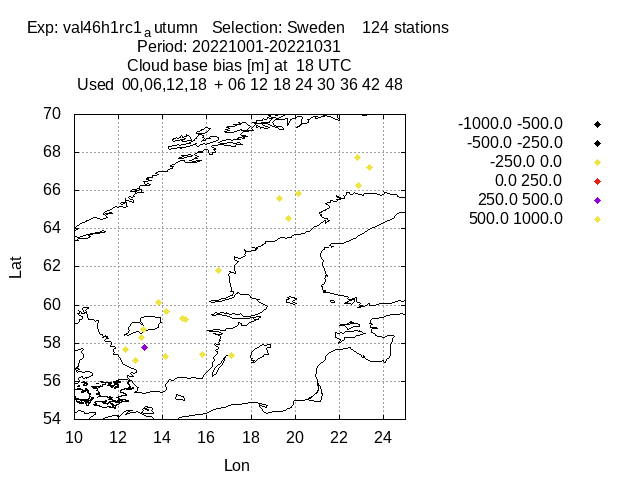 Exp: val46h1rc1autumn Selection: Sweden 124 stations
Period: 20221001-20221031
Cloud base bias [m] at 18 UTC
Used 00,06,12,18 + 06 12 18 24 30 36 42 48
70
68
66
64
62
60
58
56
54
Lat
10 12 14 16 18 20 22 24
Lon
-1000.0 -500.0
-500.0 -250.0
-250.0 0.0
0.0 250.0
250.0 500.0
500.0 1000.0